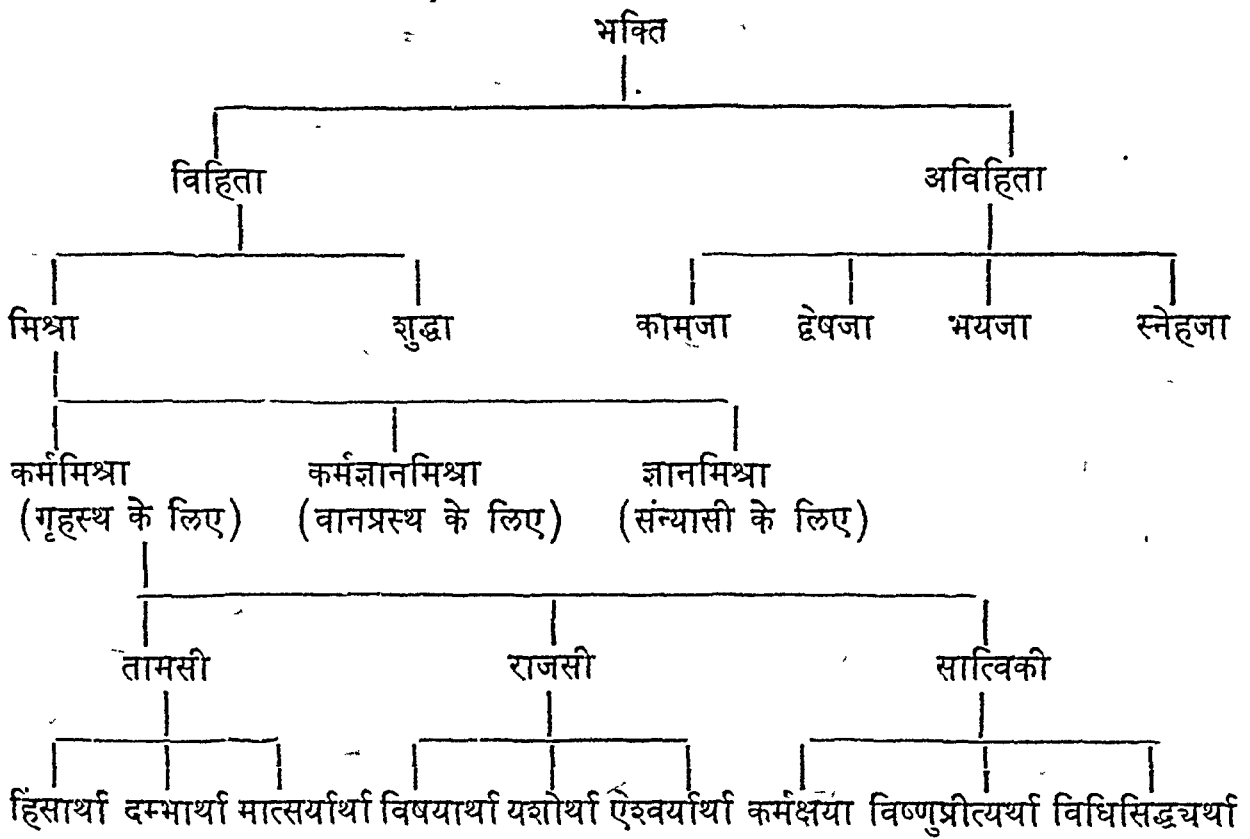 भक्ति
विहिता अविहिता
मिश्रा शुद्धा कामजा द्वेषजा भयजा स्नेहजा
कर्ममिश्रा कर्मज्ञानमिश्रा ज्ञानमिश्रा
(गृहस्थ के लिए) (वानप्रस्थ के लिए) (संन्यासी के लिए)
तामसी राजसी सात्विकी
हिंसार्था दम्भार्था मात्सर्यार्था विषयार्था यशोर्था ऐश्वर्यार्था कर्मक्षया विष्णुप्रीत्यर्था विधिसिद्ध्यर्था